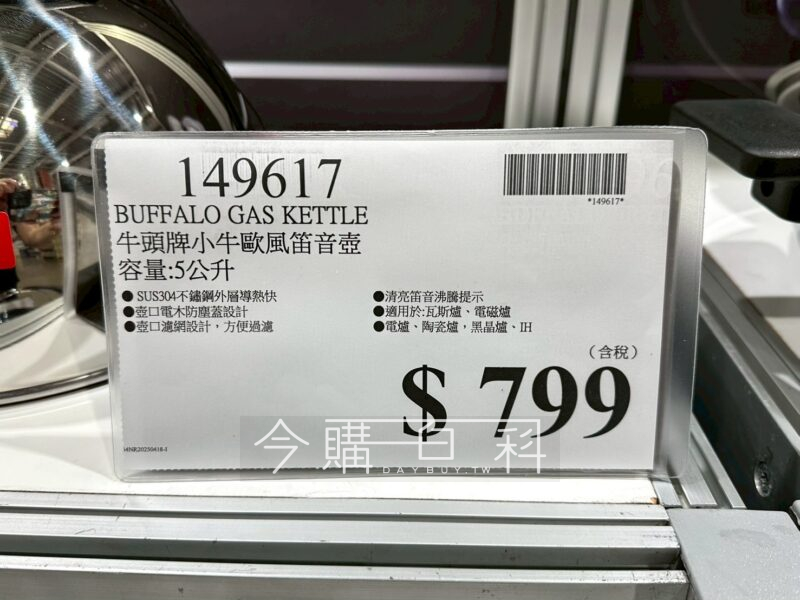 149617
*149617*
BUFFALO GAS KETTLE
牛頭牌小牛歐風笛音壺
容量:5公升
● SUS304不鏽鋼外層導熱快
●壺口電木防塵蓋設計
●壺口濾網設計，方便過濾
●清亮笛音沸騰提示
●適用於:瓦斯爐、電磁爐
●電爐、陶瓷爐，黑晶爐、IH
（含稅）
$ 799
今購百科
DAYBUY.TW